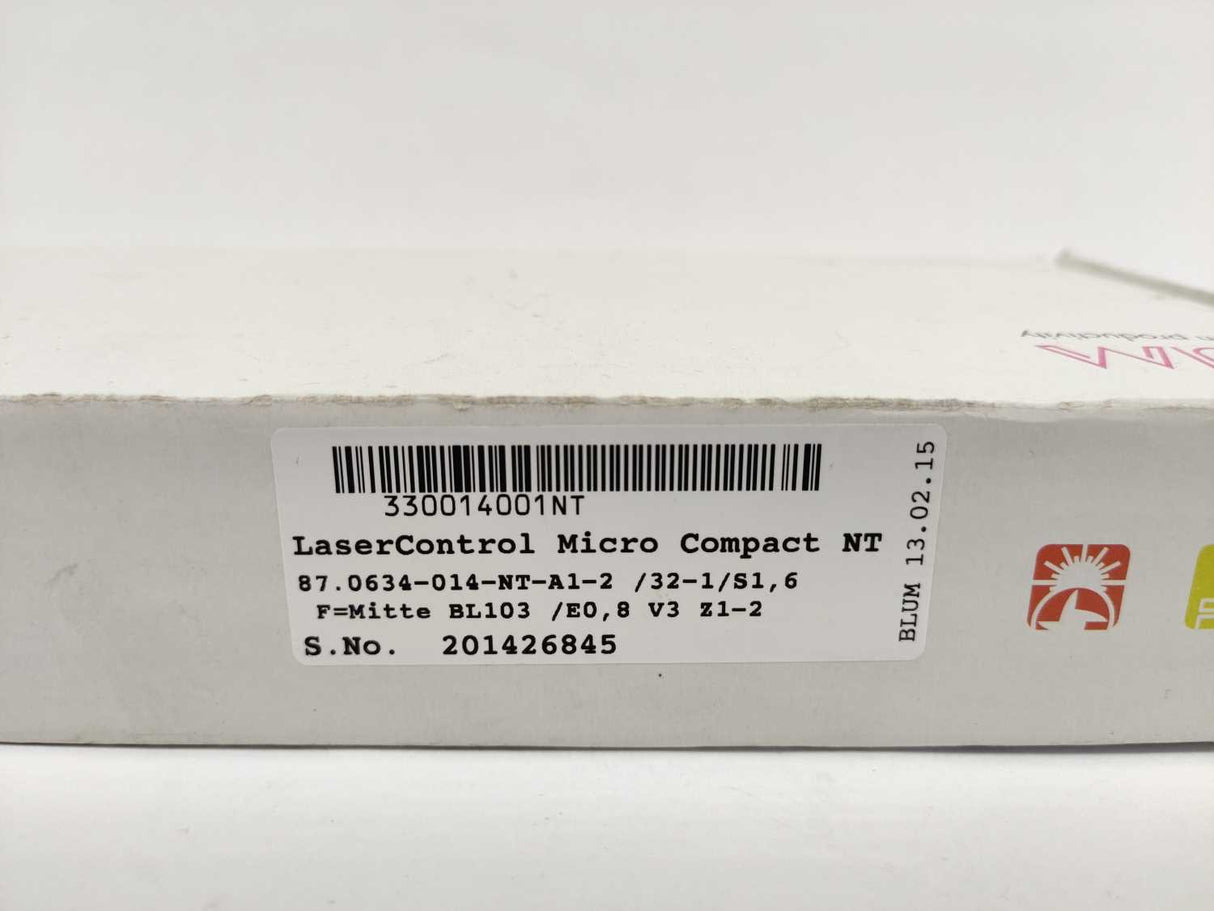 productivity
330014001NT
LaserControl Micro Compact NT
87.0634-014-NT-A1-2 /32-1/S1,6
F=Mitte BL103 /E0,8 V3 Z1-2
S.No. 201426845
BLUM 13.02.15